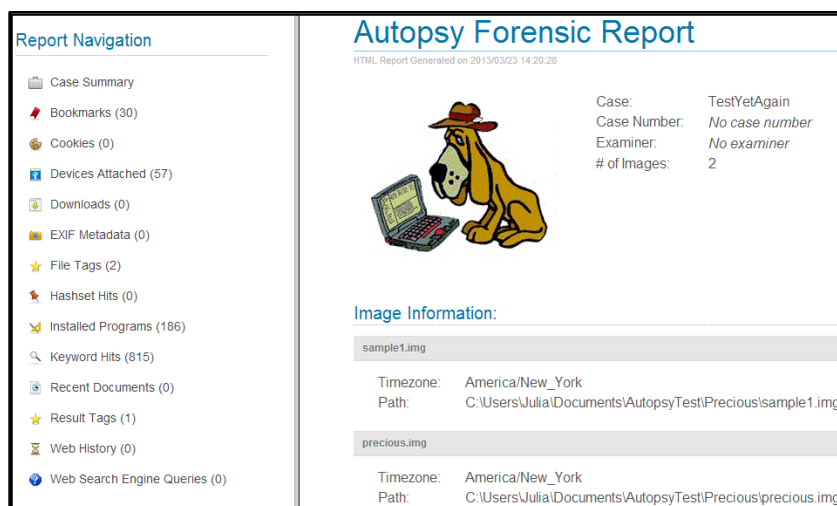 Report Navigation
Case Summary
Bookmarks (30)
Cookies (0)
Devices Attached (57)
Downloads (0)
EXIF Metadata (0)
File Tags (2)
Hashset Hits (0)
Installed Programs (186)
Keyword Hits (815)
Recent Documents (0)
Result Tags (1)
Web History (0)
Web Search Engine Queries (0)
Autopsy Forensic Report
HTML Report Generated on 2013/03/23 14:20:28
Case: TestYetAgain
Case Number: No case number
Examiner: No examiner
# of Images: 2
Image Information:
sample1.img
Timezone: America/New_York
Path: C:\Users\Julia\Documents\AutopsyTest\Precious\sample1.img
precious.img
Timezone: America/New_York
Path: C:\Users\Julia\Documents\AutopsyTest\Precious\precious.img